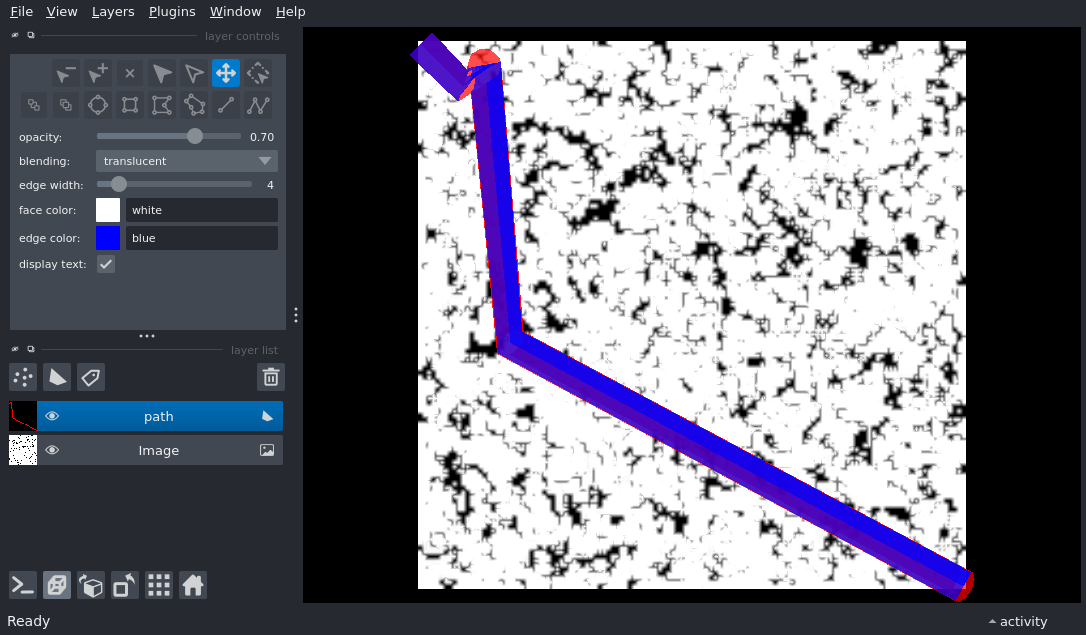 File View Layers Plugins Window Help
layer controls
opacity: 0.70
blending: translucent
edge width: 4
face color: white
edge color: blue
display text:
layer list
path
Image
Ready activity